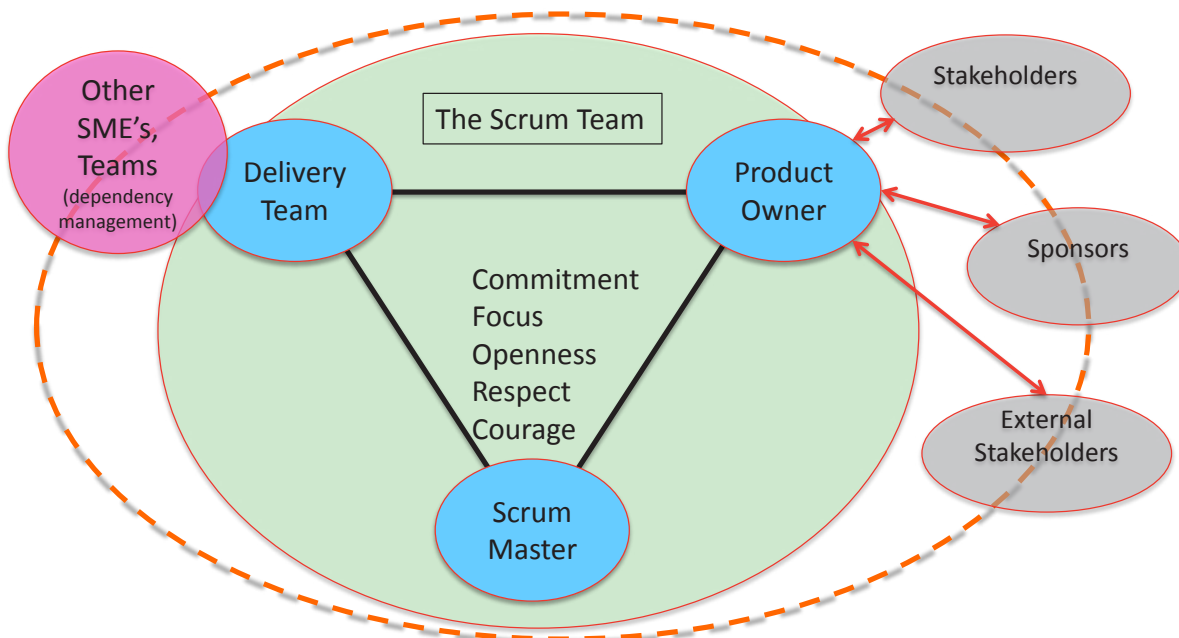 Other
SME's,
Teams
(dependency
management)
The Scrum Team
Stakeholders
Delivery
Team
Product
Owner
Sponsors
Commitment
Focus
Openness
Respect
Courage
External
Stakeholders
Scrum
Master